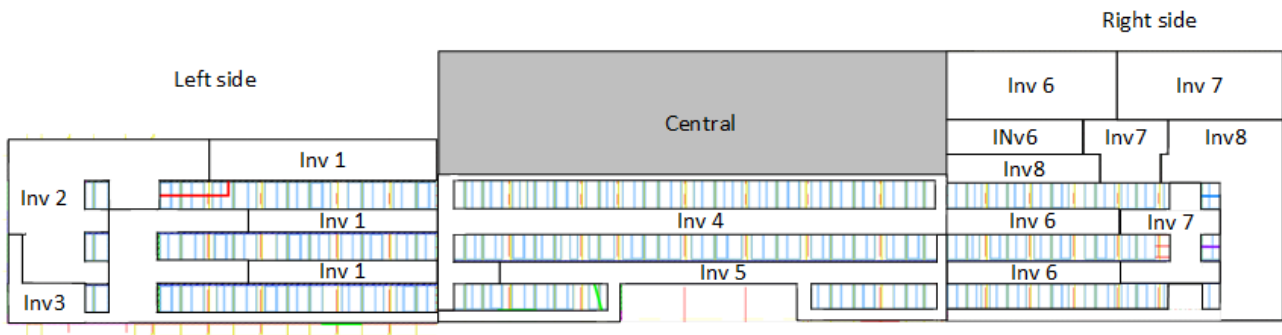 Right side
Left side
Inv 6
Inv 7
Central
INv6
Inv7
Inv8
Inv 1
Inv8
Inv 2
Inv 1
Inv 4
Inv 6
Inv 7
Inv 1
Inv 5
Inv 6
Inv3